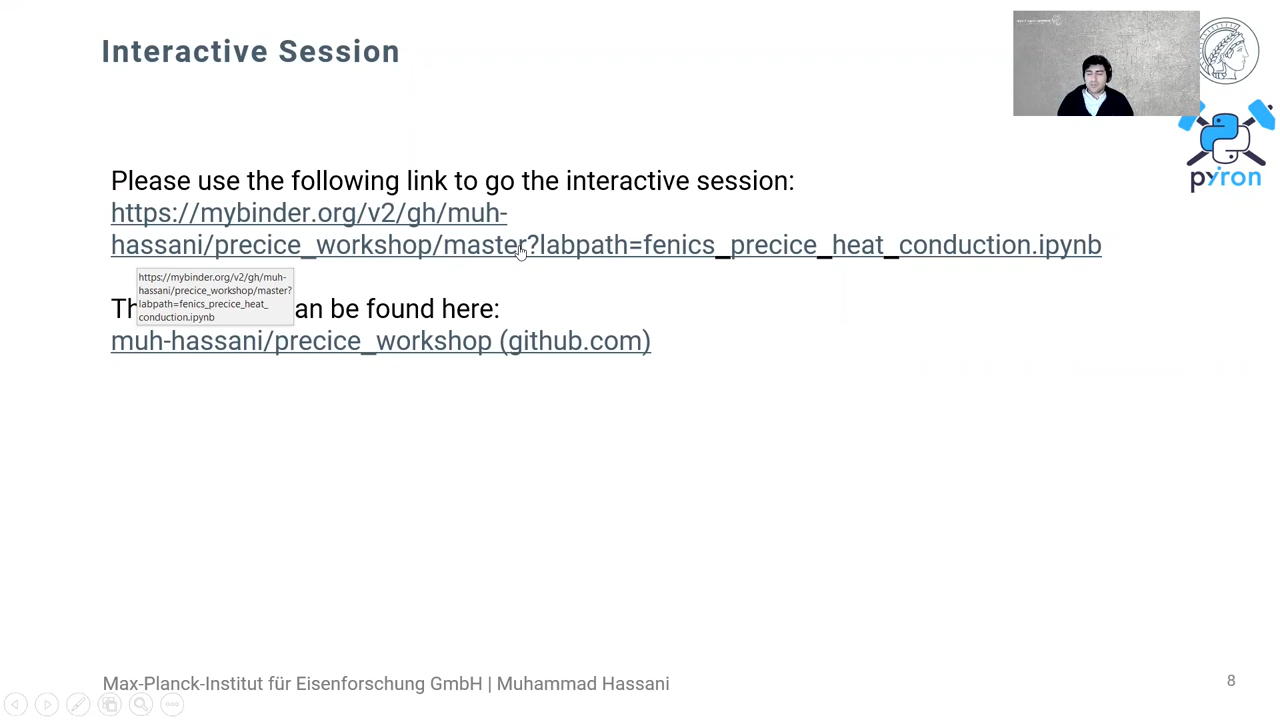 Interactive Session
Please use the following link to go the interactive session:
https://mybinder.org/v2/gh/muh-
hassani/precice_workshop/master?labpath=fenics_precice_heat_conduction.ipynb
https://mybinder.org/v2/gh/muh-
hassani/precice_workshop/master?
labpath=fenics_precice_heat_
conduction.ipynb
an be found here:
muh-hassani/precice_workshop (github.com)
pyiron
Max-Planck-Institut für Eisenforschung GmbH | Muhammad Hassani
8